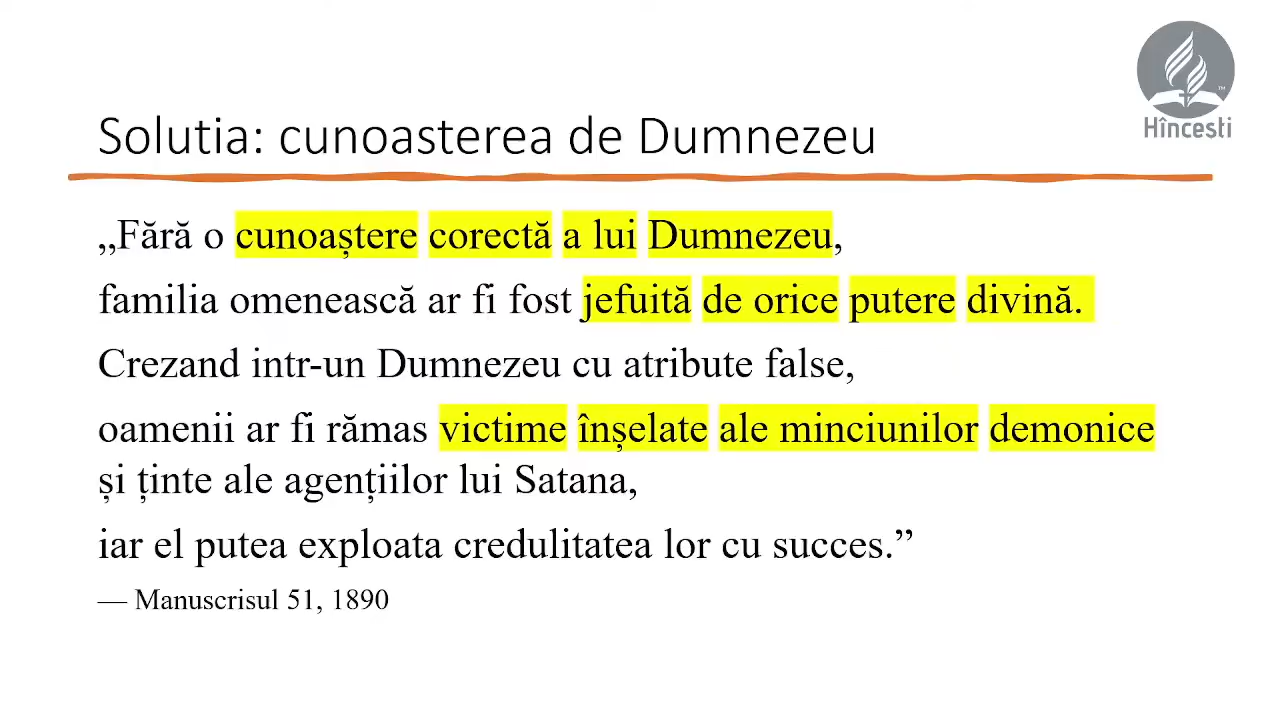 Hîncești
Solutia: cunoasterea de Dumnezeu
„Fără o cunoaștere corectă a lui Dumnezeu,
familia omenească ar fi fost jefuită de orice putere divină.
Crezand intr-un Dumnezeu cu atribute false,
oamenii ar fi rămas victime înșelate ale minciunilor demonice
și ținte ale agențiilor lui Satana,
iar el putea exploata credulitatea lor cu succes.”
— Manuscrisul 51, 1890